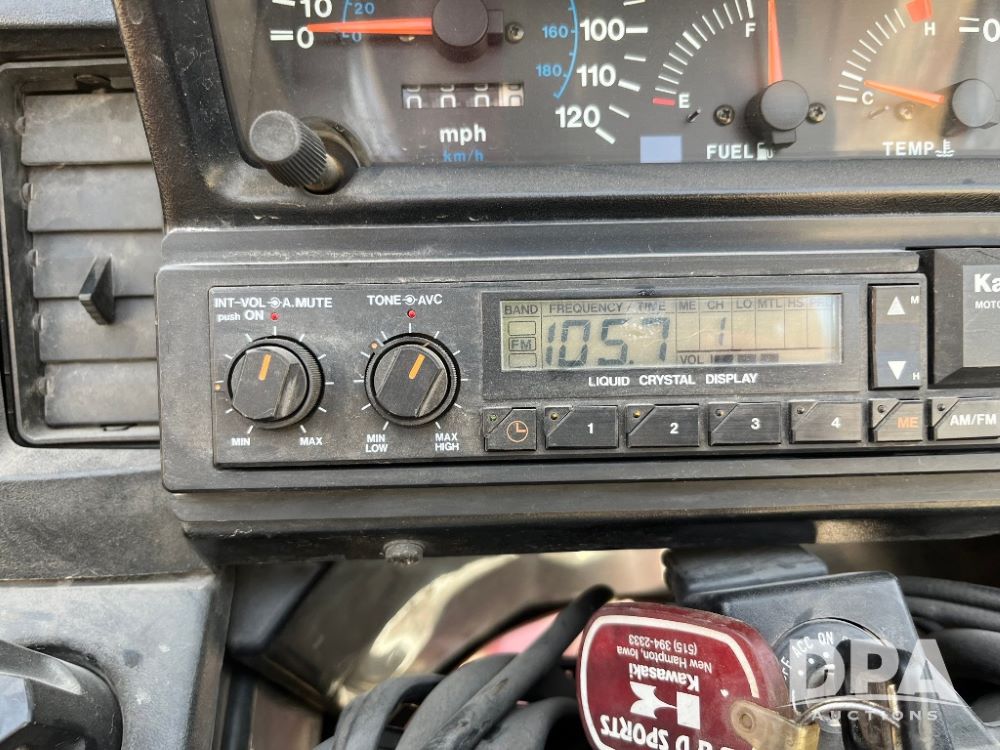 10
0
20
0
mph
km/h
160
180
100
110
120
F
E
FUEL
H
C
TEMP
0
INT-VOL A.MUTE
push ON
MIN MAX
TONE AVC
MIN LOW
MAX HIGH
BAND FREQUENCY / TIME ME CH LO MTL HS
FM 105.7 1
VOL
LIQUID CRYSTAL DISPLAY
M
H
1 2 3 4 ME AM/FM
Ka
MOTO
ACC ON
(515) 394-2333
New Hampton, Iowa
Kawasaki
D SPORTS
DPA
AUCTIONS